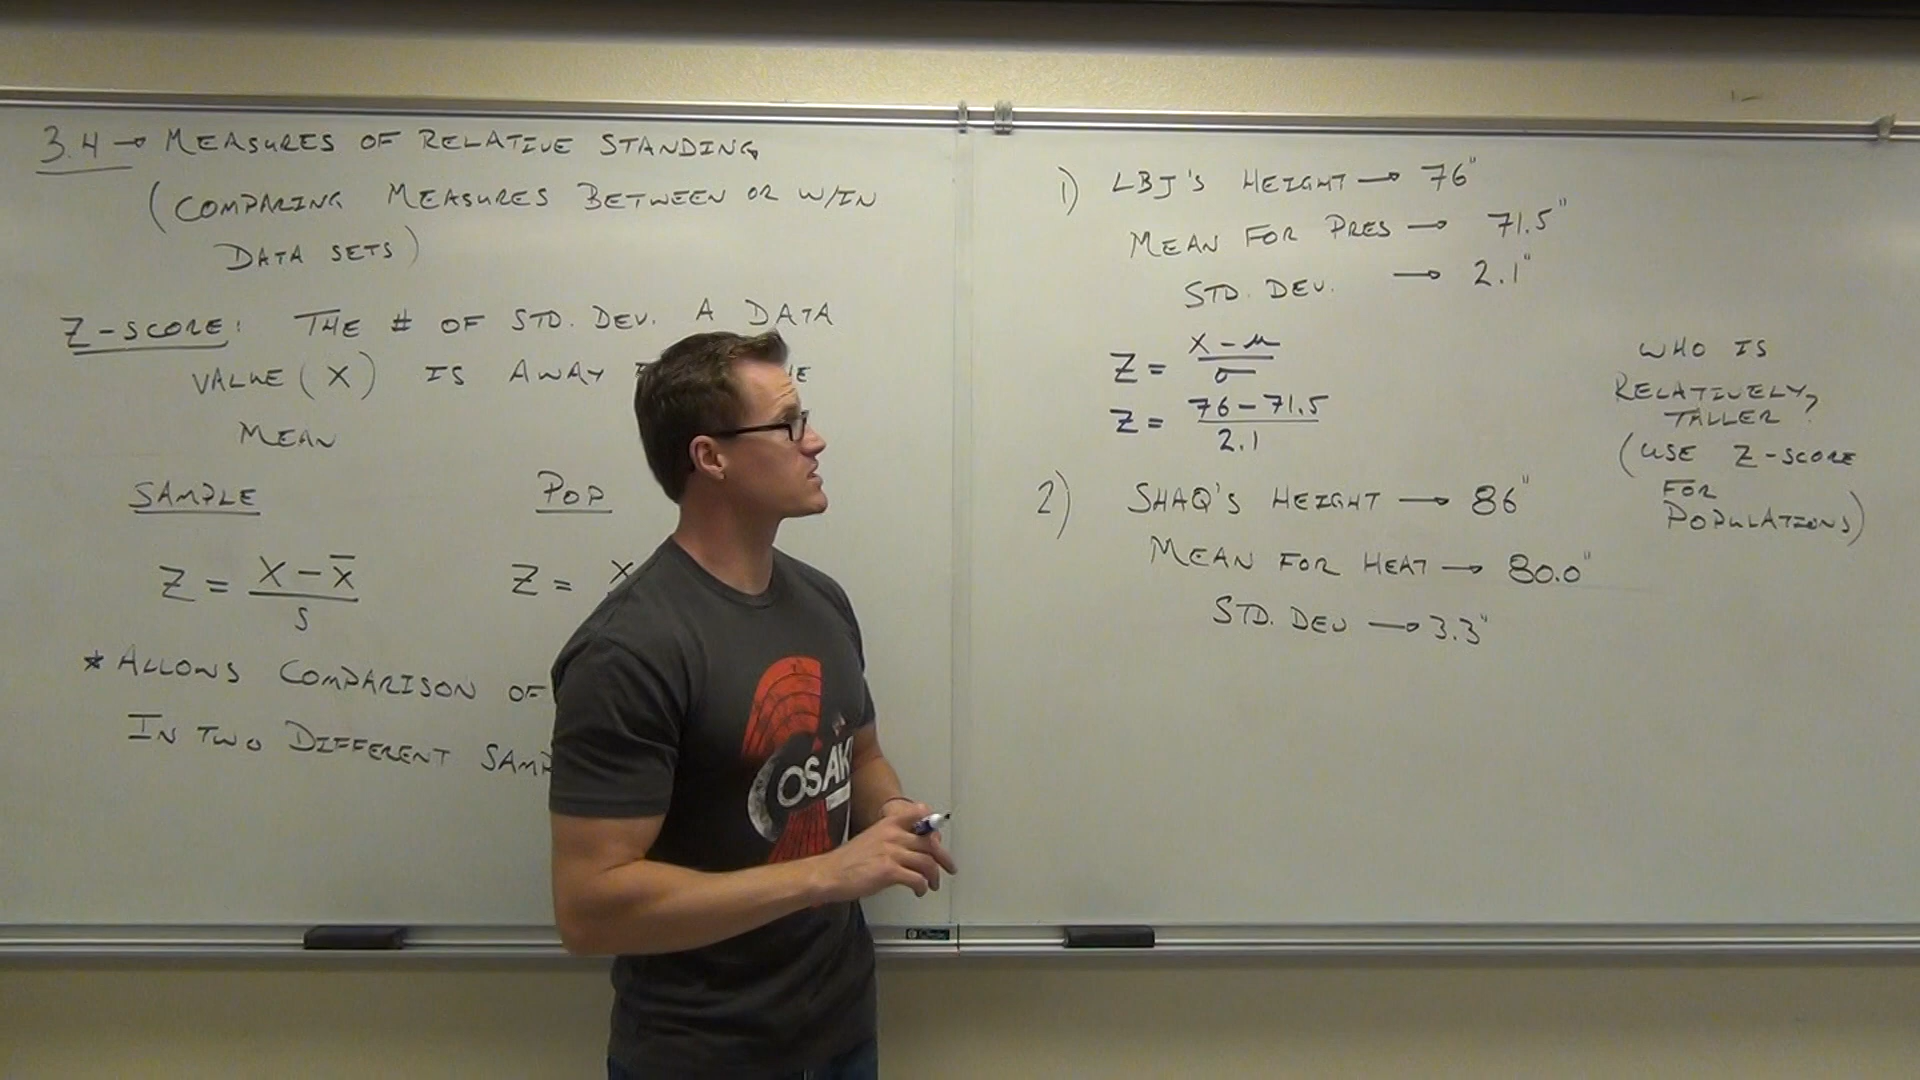 3.4 → MEASURES OF RELATIVE STANDING
(COMPARING MEASURES BETWEEN OR W/IN
DATA SETS)
Z-SCORE: THE # OF STD. DEV. A DATA
VALUE (X) IS AWAY
MEAN
SAMPLE POP
Z = (X - x̄) / S
Z = X
* ALLOWS COMPARISON OF
IN TWO DIFFERENT
1) LBJ'S HEIGHT → 76"
MEAN FOR PRES → 71.5"
STD. DEV. → 2.1"
Z = (X - μ) / σ
Z = (76 - 71.5) / 2.1
2) SHAQ'S HEIGHT → 86"
MEAN FOR HEAT → 80.0"
STD. DEV → 3.3"
WHO IS
RELATIVELY
TALLER?
(USE Z-SCORE
FOR
POPULATIONS)
OSAK